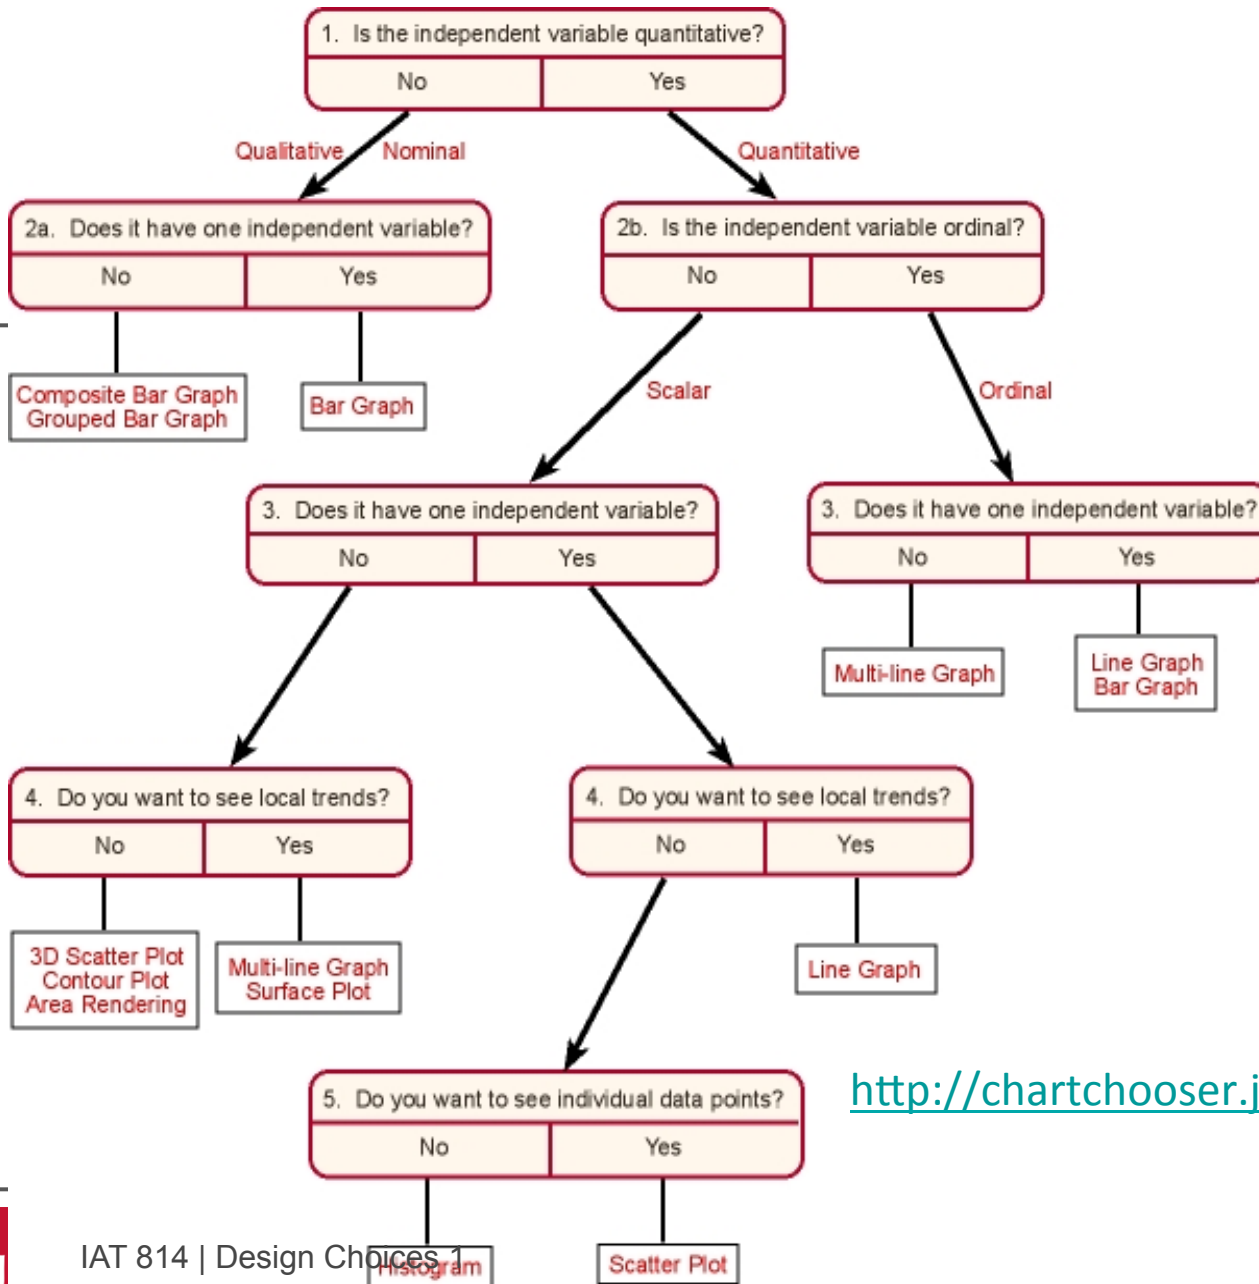 1. Is the independent variable quantitative?
No Yes
Qualitative Nominal
Quantitative
2a. Does it have one independent variable?
No Yes
2b. Is the independent variable ordinal?
No Yes
Composite Bar Graph
Grouped Bar Graph
Bar Graph
Scalar
Ordinal
3. Does it have one independent variable?
No Yes
3. Does it have one independent variable?
No Yes
Multi-line Graph
Line Graph
Bar Graph
4. Do you want to see local trends?
No Yes
4. Do you want to see local trends?
No Yes
3D Scatter Plot
Contour Plot
Area Rendering
Multi-line Graph
Surface Plot
Line Graph
5. Do you want to see individual data points?
No Yes
http://chartchooser.j
Histogram
Scatter Plot
IAT 814 | Design Choices 1